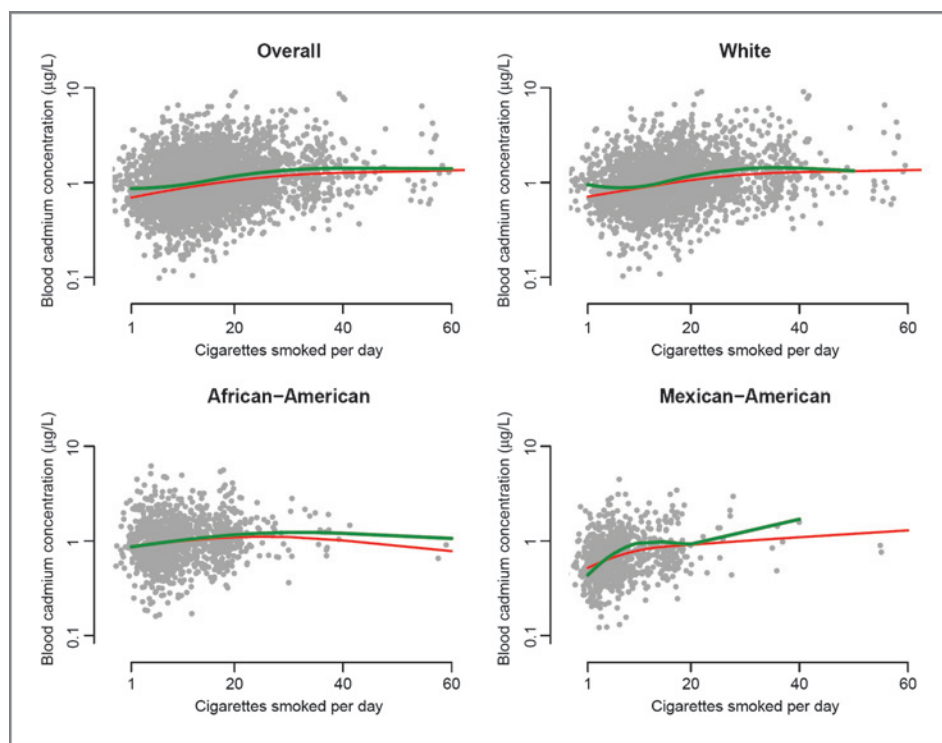 Overall
Blood cadmium concentration (µg/L)
10
1
0.1
1 20 40 60
Cigarettes smoked per day
White
Blood cadmium concentration (µg/L)
10
1
0.1
1 20 40 60
Cigarettes smoked per day
African−American
Blood cadmium concentration (µg/L)
10
1
0.1
1 20 40 60
Cigarettes smoked per day
Mexican−American
Blood cadmium concentration (µg/L)
10
1
0.1
1 20 40 60
Cigarettes smoked per day